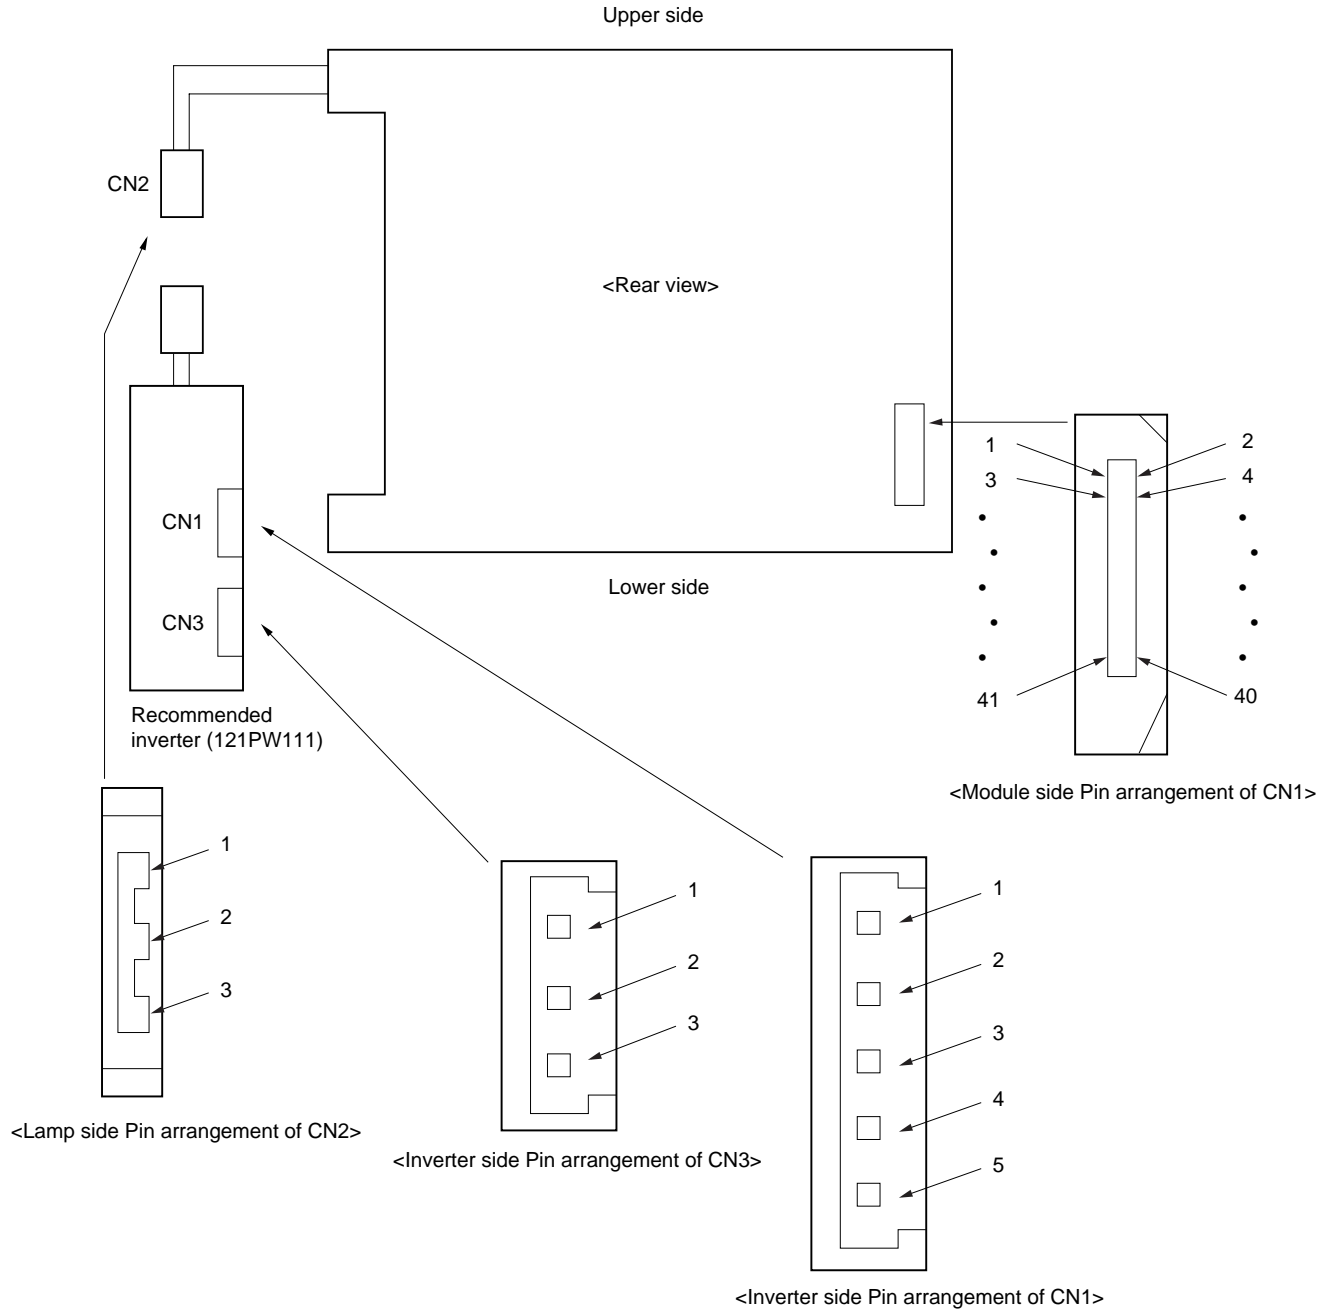 Upper side
CN2
<Rear view>
1
2
3
4
CN1
Lower side
CN3
41
40
Recommended
inverter (121PW111)
<Module side Pin arrangement of CN1>
1
2
3
<Lamp side Pin arrangement of CN2>
1
2
3
<Inverter side Pin arrangement of CN3>
1
2
3
4
5
<Inverter side Pin arrangement of CN1>